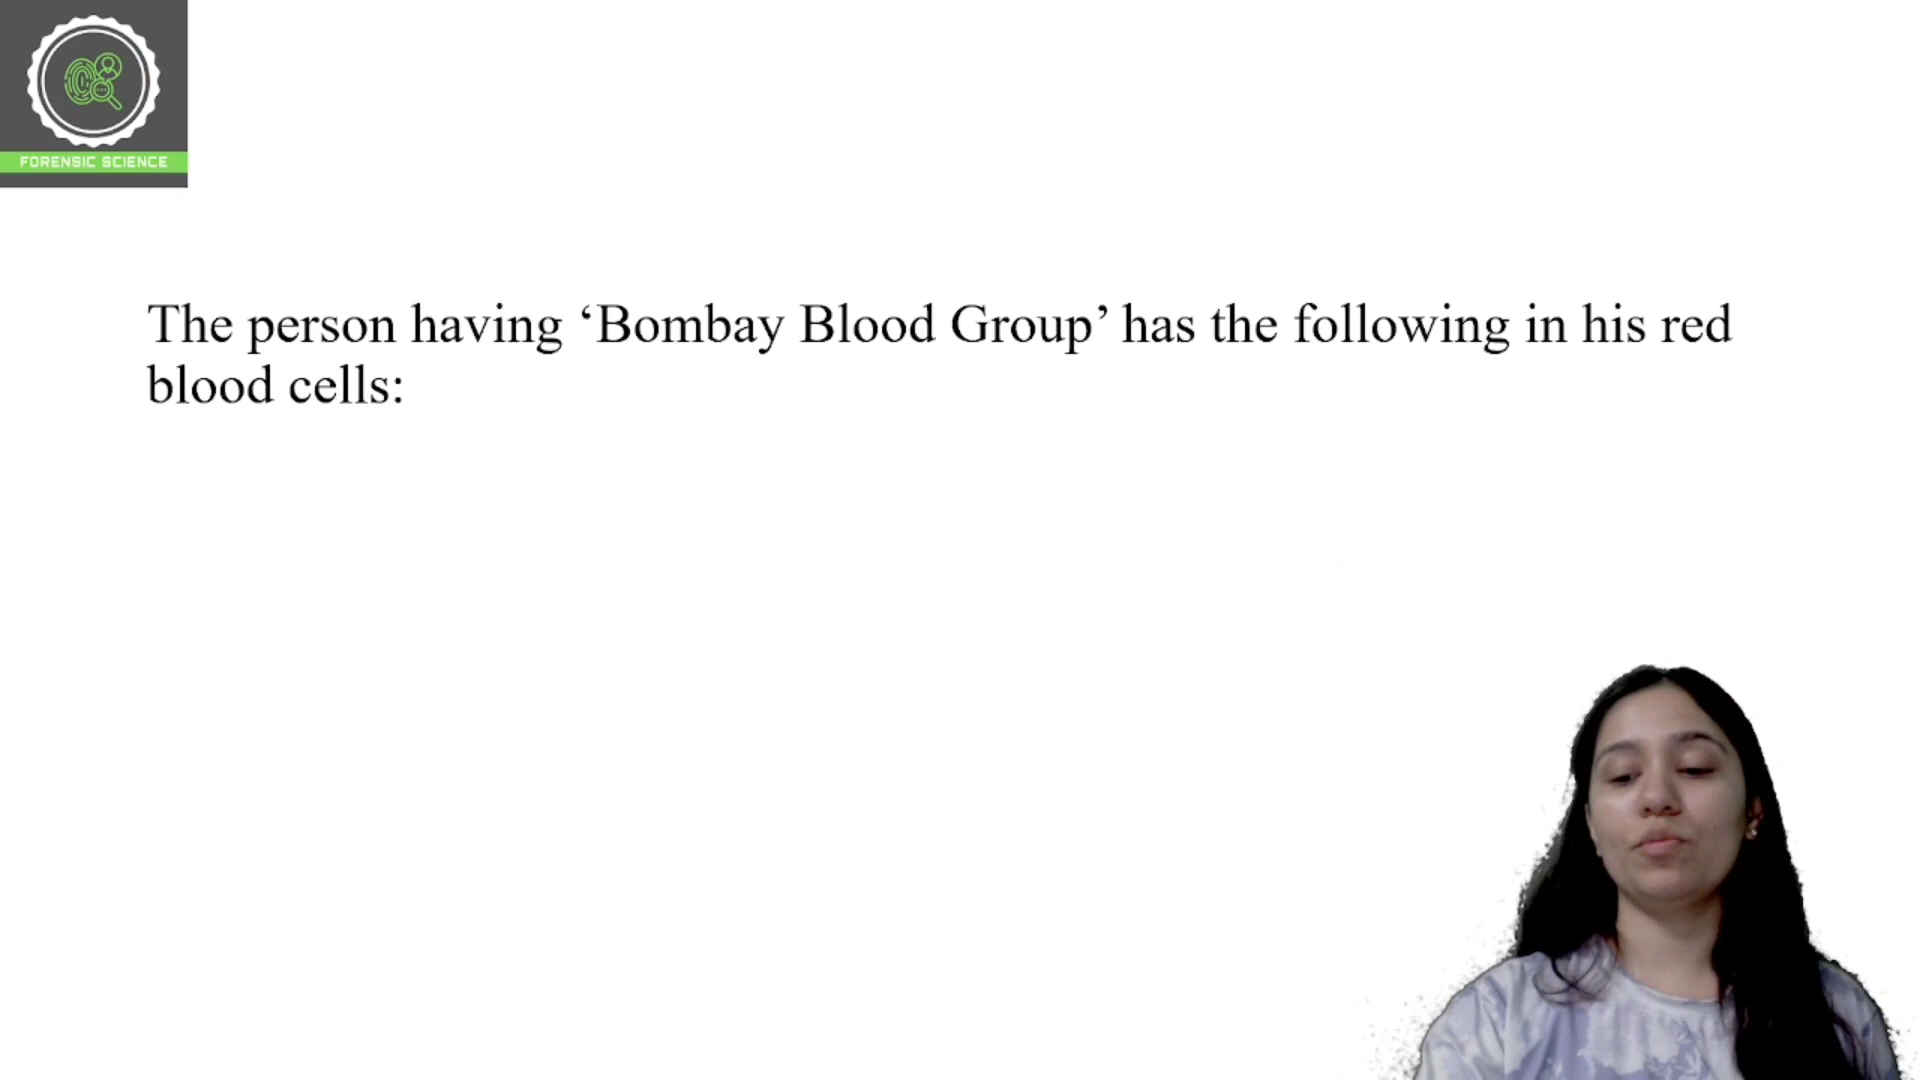 FORENSIC SCIENCE
The person having ‘Bombay Blood Group’ has the following in his red
blood cells: